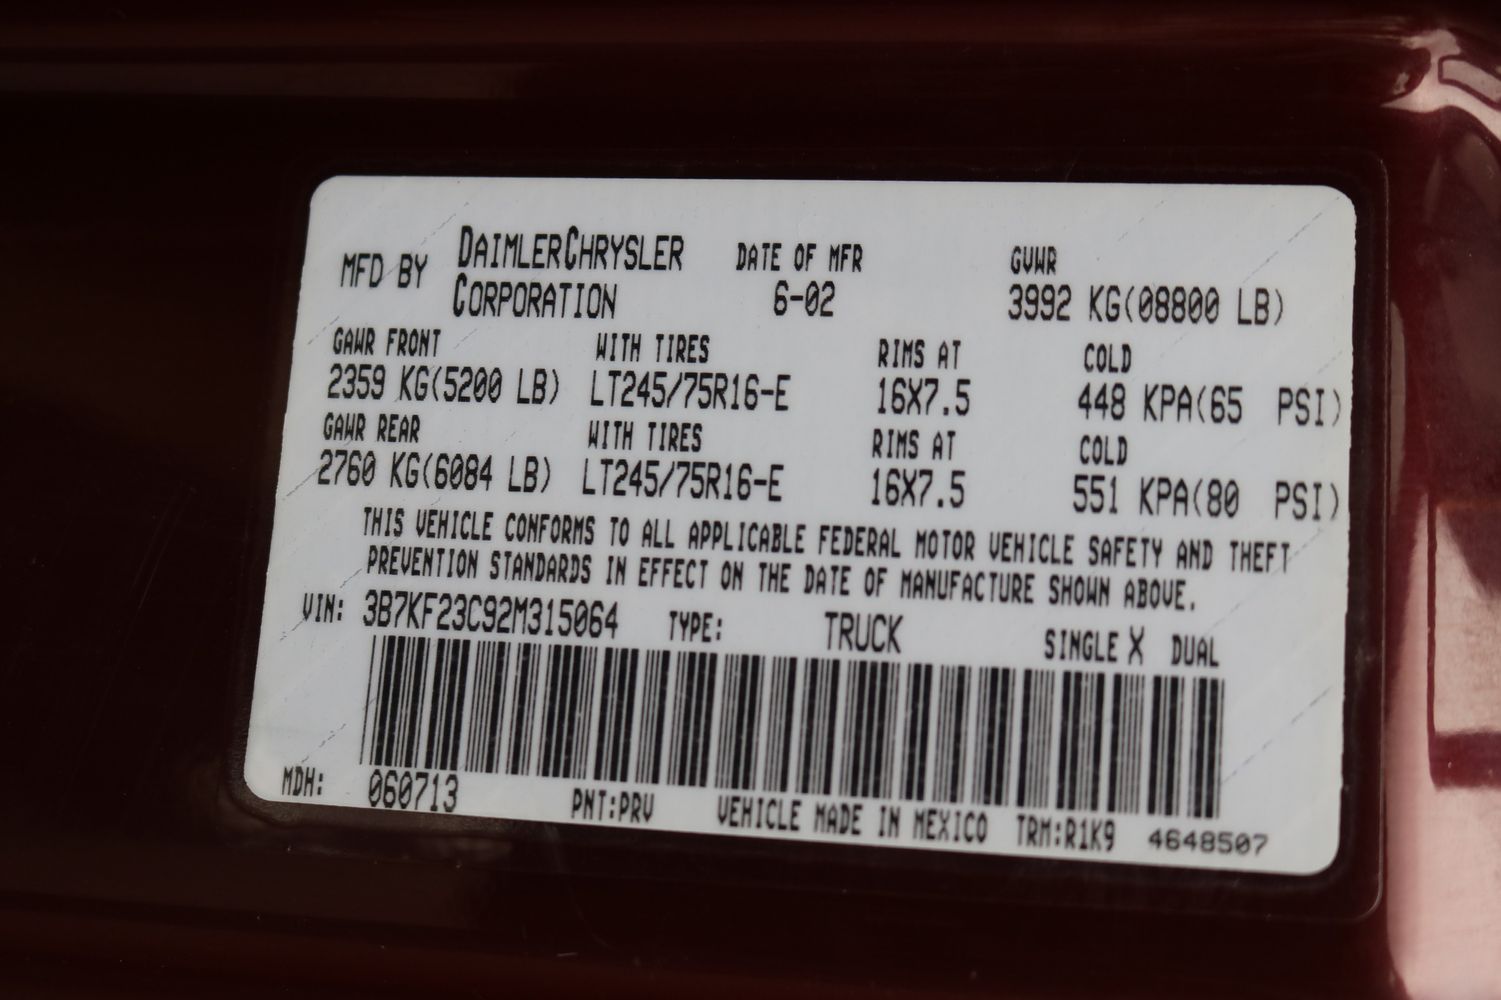 MFD BY DAIMLERCHRYSLER CORPORATION DATE OF MFR 6-02 GVWR 3992 KG(08800 LB)
GAWR FRONT WITH TIRES RIMS AT COLD
2359 KG(5200 LB) LT245/75R16-E 16X7.5 448 KPA(65 PSI)
GAWR REAR WITH TIRES RIMS AT COLD
2760 KG(6084 LB) LT245/75R16-E 16X7.5 551 KPA(80 PSI)
THIS VEHICLE CONFORMS TO ALL APPLICABLE FEDERAL MOTOR VEHICLE SAFETY AND THEFT
PREVENTION STANDARDS IN EFFECT ON THE DATE OF MANUFACTURE SHOWN ABOVE.
VIN: 3B7KF23C92M315064 TYPE: TRUCK SINGLE X DUAL
MDH: 060713 PNT:PRV VEHICLE MADE IN MEXICO TRM:R1K9 4648507